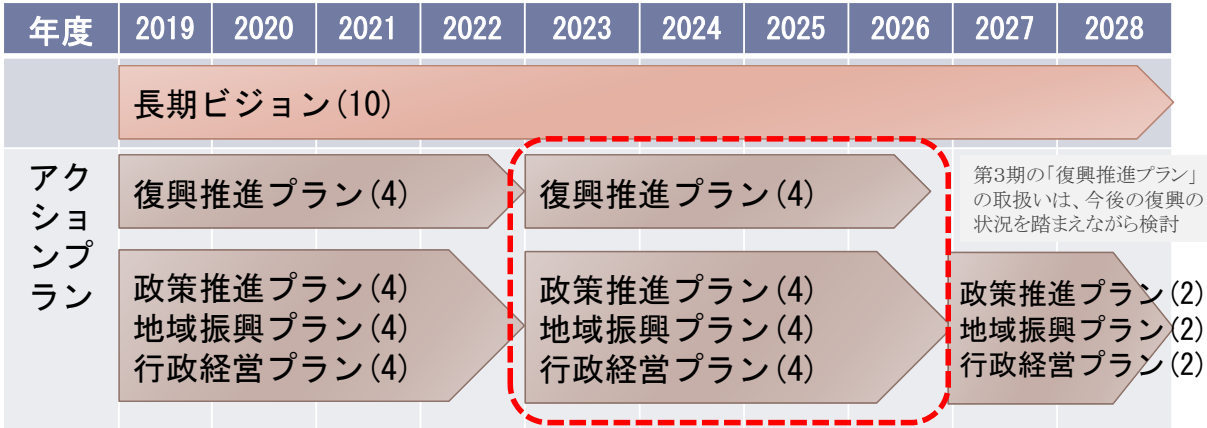 年度 2019 2020 2021 2022 2023 2024 2025 2026 2027 2028
長期ビジョン(10)
アク
ショ
ンプ
ラン
復興推進プラン(4)
復興推進プラン(4)
第3期の「復興推進プラン」
の取扱いは、今後の復興の
状況を踏まえながら検討
政策推進プラン(4)
地域振興プラン(4)
行政経営プラン(4)
政策推進プラン(4)
地域振興プラン(4)
行政経営プラン(4)
政策推進プラン(2)
地域振興プラン(2)
行政経営プラン(2)